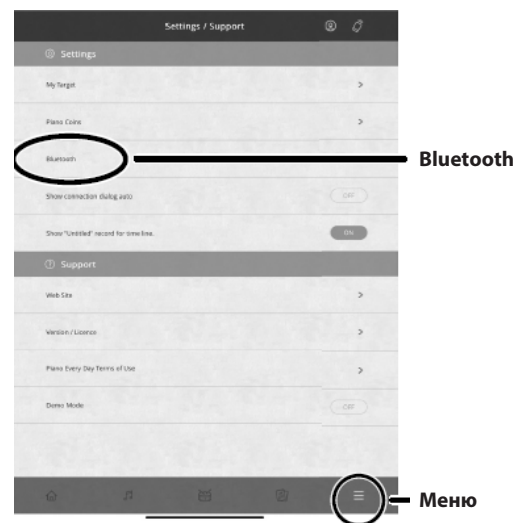 Settings / Support
Settings
My Target
Piano Coins
Bluetooth
Bluetooth
Show connection dialog auto
OFF
Show "Untitled" record for time line.
ON
Support
Web Site
Version / Licence
Piano Every Day Terms of Use
Demo Mode
OFF
Меню